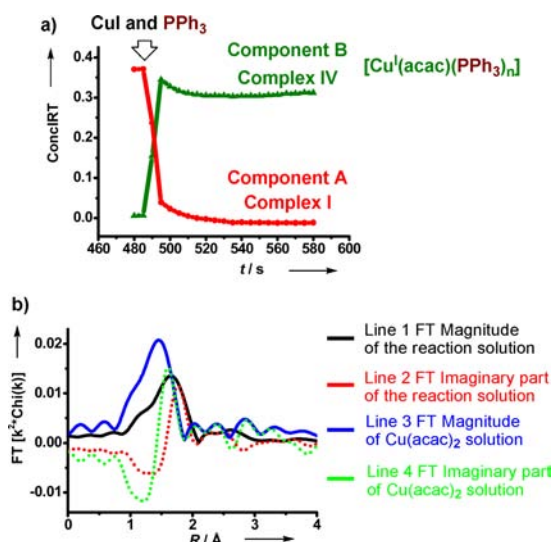 a)
CuI and PPh3
Component B
Complex IV
[CuI(acac)(PPh3)n]
ConcIRT
0.4
0.3
0.2
0.1
0.0
Component A
Complex I
460 480 500 520 540 560 580 600
t / s
b)
FT [k2*Chi(k)]
0.02
0.01
0.00
-0.01
0 1 2 3 4
R / Å
Line 1 FT Magnitude
of the reaction solution
Line 2 FT Imaginary part
of the reaction solution
Line 3 FT Magnitude
of Cu(acac)2 solution
Line 4 FT Imaginary part
of Cu(acac)2 solution